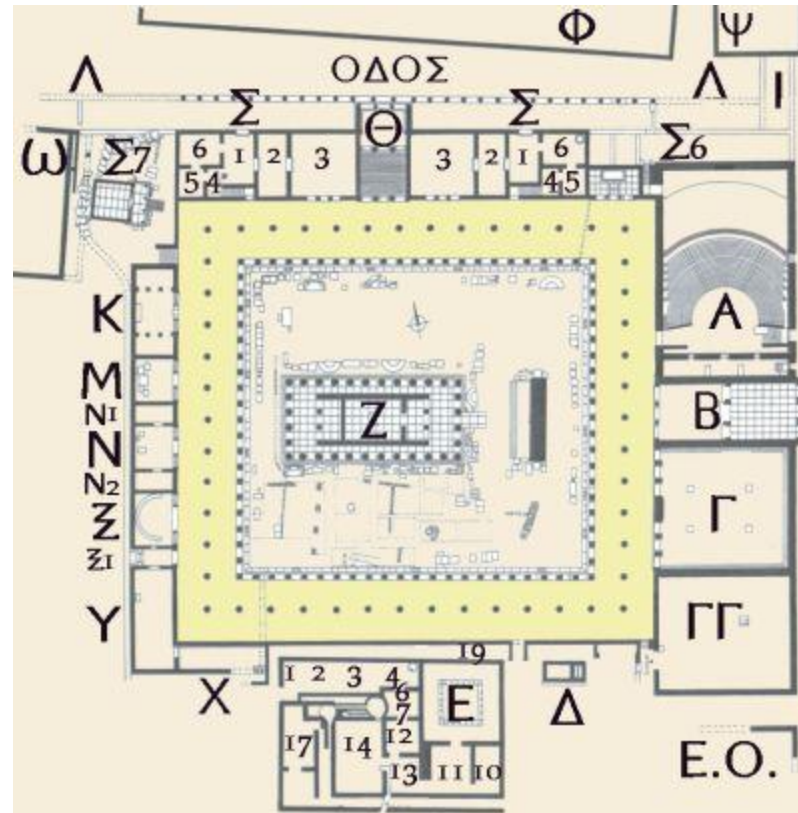 Φ Ψ
Λ ΟΔΟΣ Λ Ι
Σ Θ Σ
Ω Σ7 6 1 2 3 3 2 1 6 Σ6
5 4 4 5
Κ Α
Μ
Ν1 Ζ Β
Ν
Ν2
Ξ Γ
Ξ1
Υ ΓΓ
19
Χ 1 2 3 4 Ε Δ
6
7
17 14 12 Ε.Ο.
13 11 10